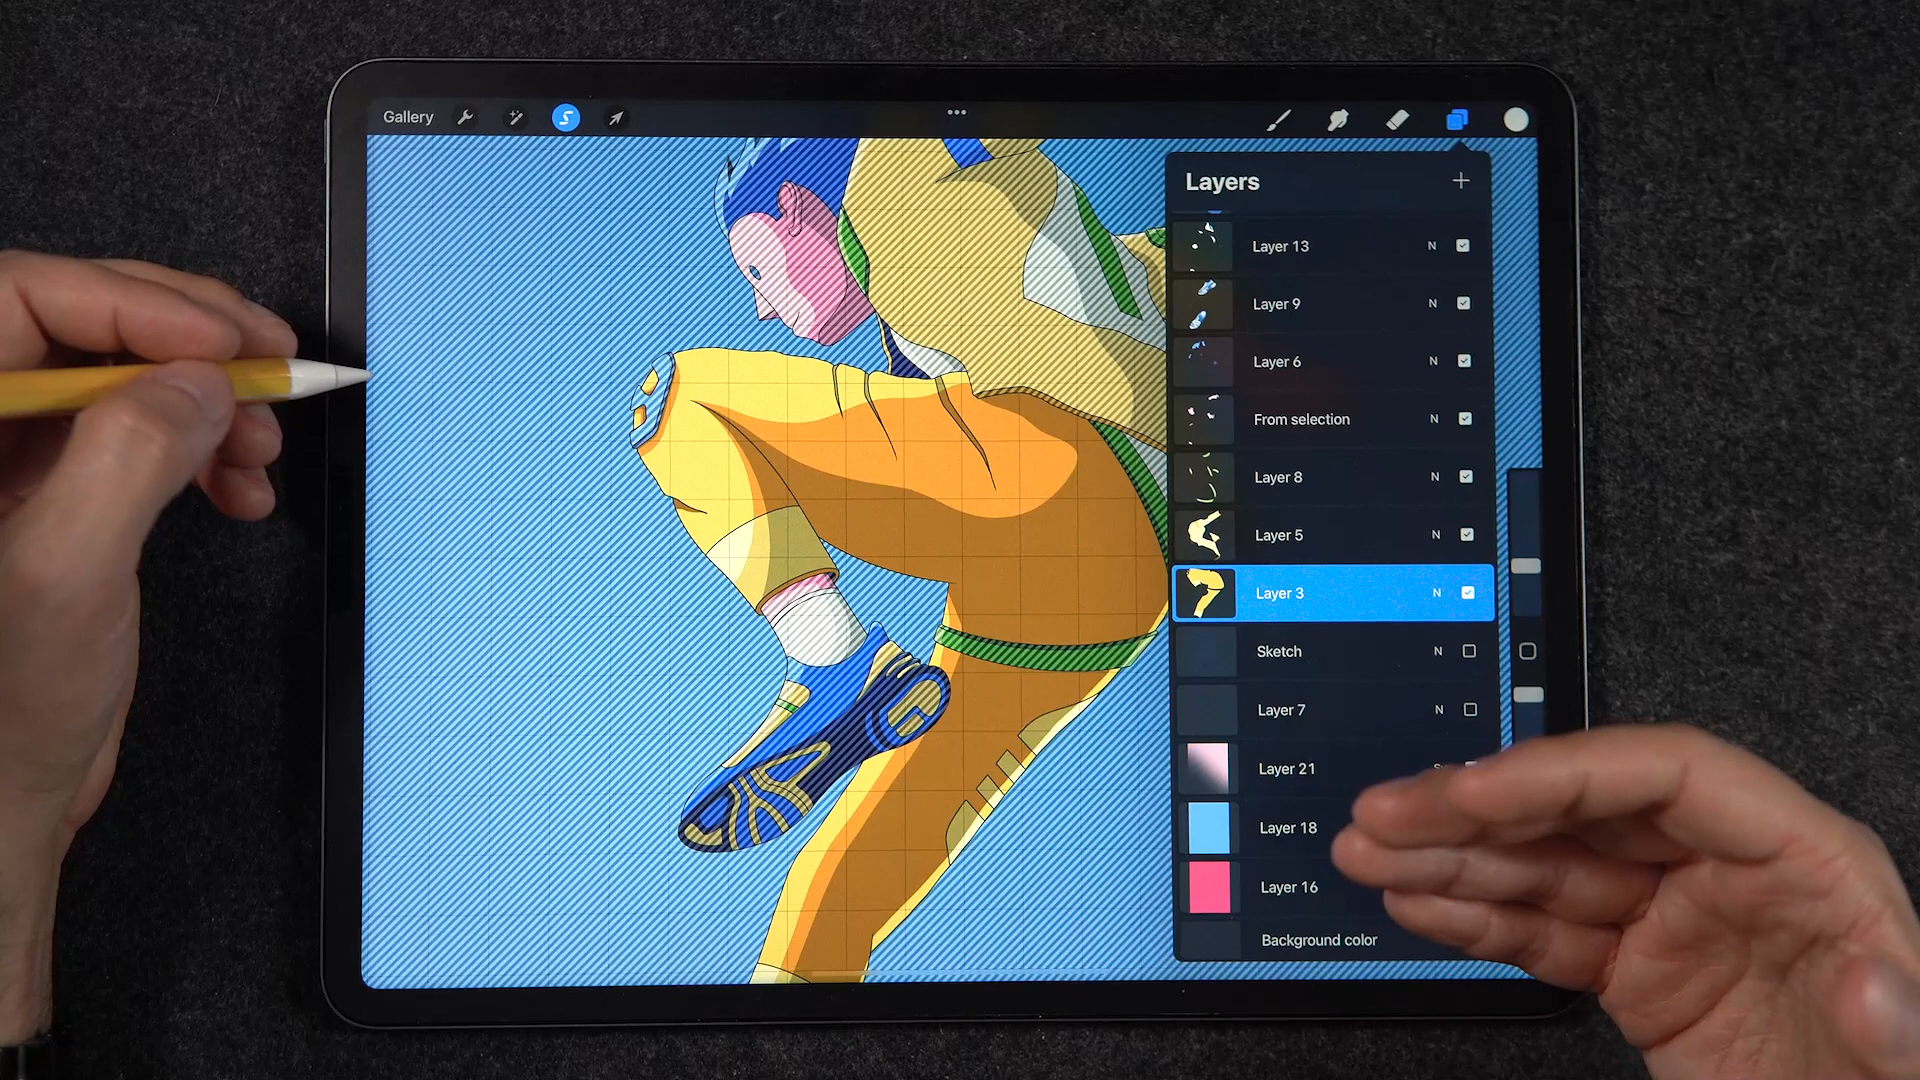 Gallery
Layers
Layer 13 N
Layer 9 N
Layer 6 N
From selection N
Layer 8 N
Layer 5 N
Layer 3 N
Sketch N
Layer 7 N
Layer 21
Layer 18
Layer 16
Background color